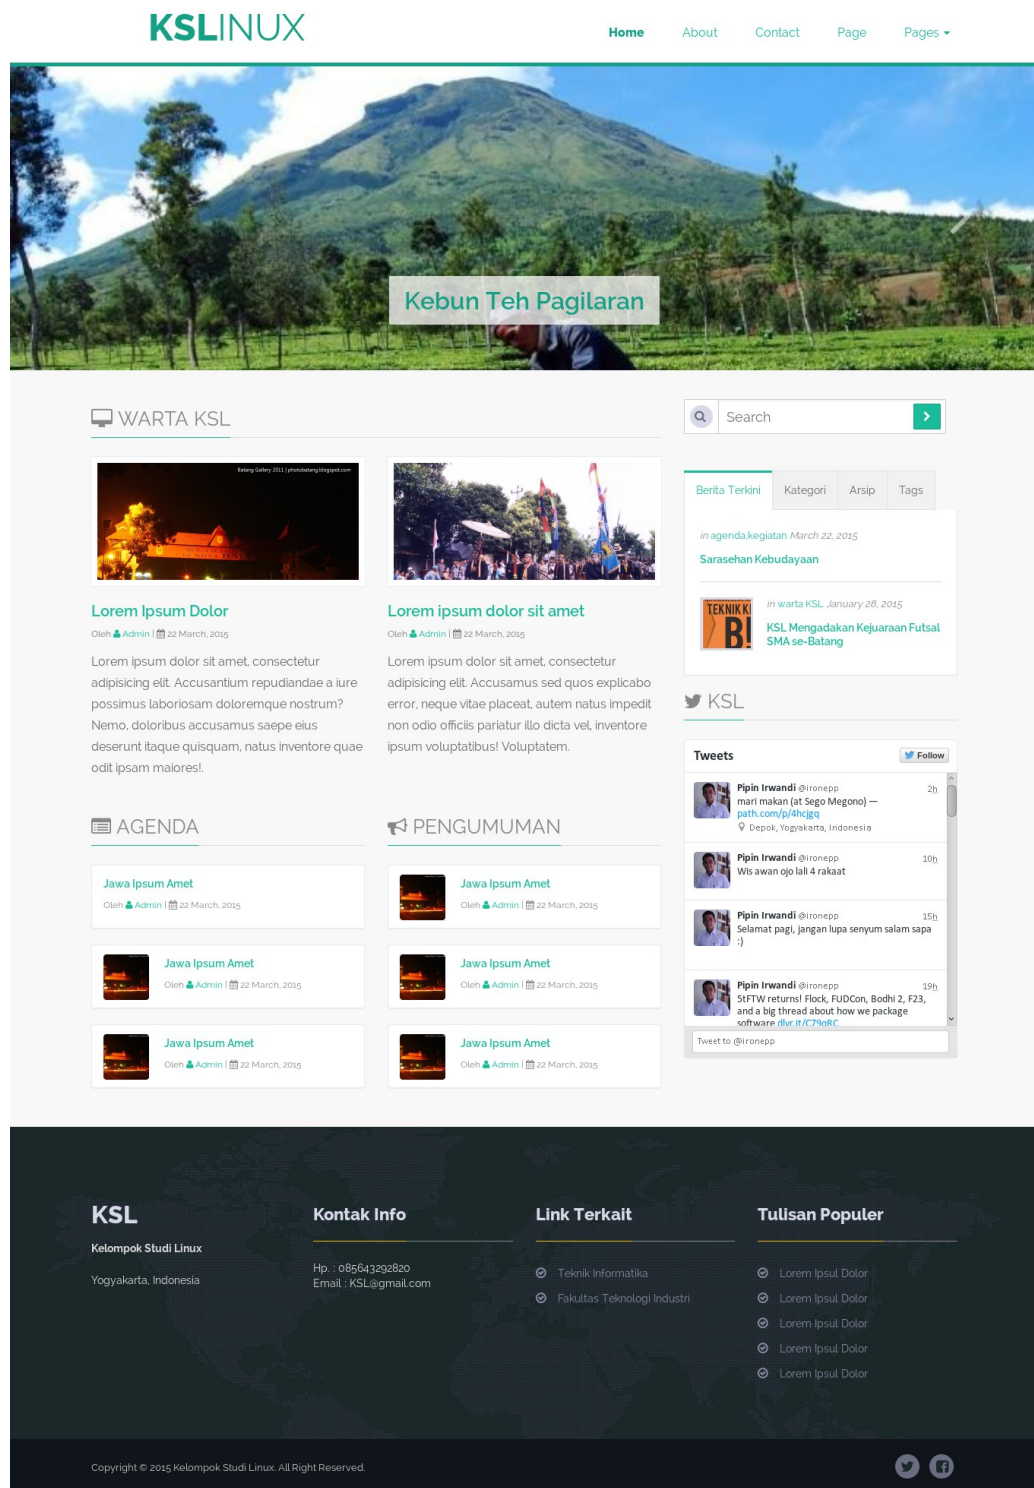 KSLINUX
Home About Contact Page Pages
Kebun Teh Pagilaran
WARTA KSL
Batang Gallery 2011 | photobatang.blogspot.com
Lorem Ipsum Dolor
Oleh Admin | 22 March, 2015
Lorem ipsum dolor sit amet, consectetur
adipisicing elit. Accusantium repudiandae a iure
possimus laboriosam doloremque nostrum?
Nemo, doloribus accusamus saepe eius
deserunt itaque quisquam, natus inventore quae
odit ipsam maiores!.
Lorem ipsum dolor sit amet
Oleh Admin | 22 March, 2015
Lorem ipsum dolor sit amet, consectetur
adipisicing elit. Accusamus sed quos explicabo
error, neque vitae placeat, autem natus impedit
non odio officiis pariatur illo dicta vel, inventore
ipsum voluptatibus! Voluptatem.
AGENDA
Jawa Ipsum Amet
Oleh Admin | 22 March, 2015
Jawa Ipsum Amet
Oleh Admin | 22 March, 2015
Jawa Ipsum Amet
Oleh Admin | 22 March, 2015
PENGUMUMAN
Jawa Ipsum Amet
Oleh Admin | 22 March, 2015
Jawa Ipsum Amet
Oleh Admin | 22 March, 2015
Jawa Ipsum Amet
Oleh Admin | 22 March, 2015
Search
Berita Terkini Kategori Arsip Tags
in agenda,kegiatan March 22, 2015
Sarasehan Kebudayaan
TEKNIK KI
B!
in warta KSL January 28, 2015
KSL Mengadakan Kejuaraan Futsal
SMA se-Batang
KSL
Tweets Follow
Pipin Irwandi @ironepp 2h
mari makan (at Sego Megono) —
path.com/p/4hcjgq
Depok, Yogyakarta, Indonesia
Pipin Irwandi @ironepp 10h
Wis awan ojo lali 4 rakaat
Pipin Irwandi @ironepp 15h
Selamat pagi, jangan lupa senyum salam sapa
:)
Pipin Irwandi @ironepp 19h
5tFTW returns! Flock, FUDCon, Bodhi 2, F23,
and a big thread about how we package
software dlvr.it/C79qRC
Tweet to @ironepp
KSL
Kelompok Studi Linux
Yogyakarta, Indonesia
Kontak Info
Hp. : 085643292820
Email : KSL@gmail.com
Link Terkait
Teknik Informatika
Fakultas Teknologi Industri
Tulisan Populer
Lorem Ipsul Dolor
Lorem Ipsul Dolor
Lorem Ipsul Dolor
Lorem Ipsul Dolor
Lorem Ipsul Dolor
Copyright © 2015 Kelompok Studi Linux. All Right Reserved.